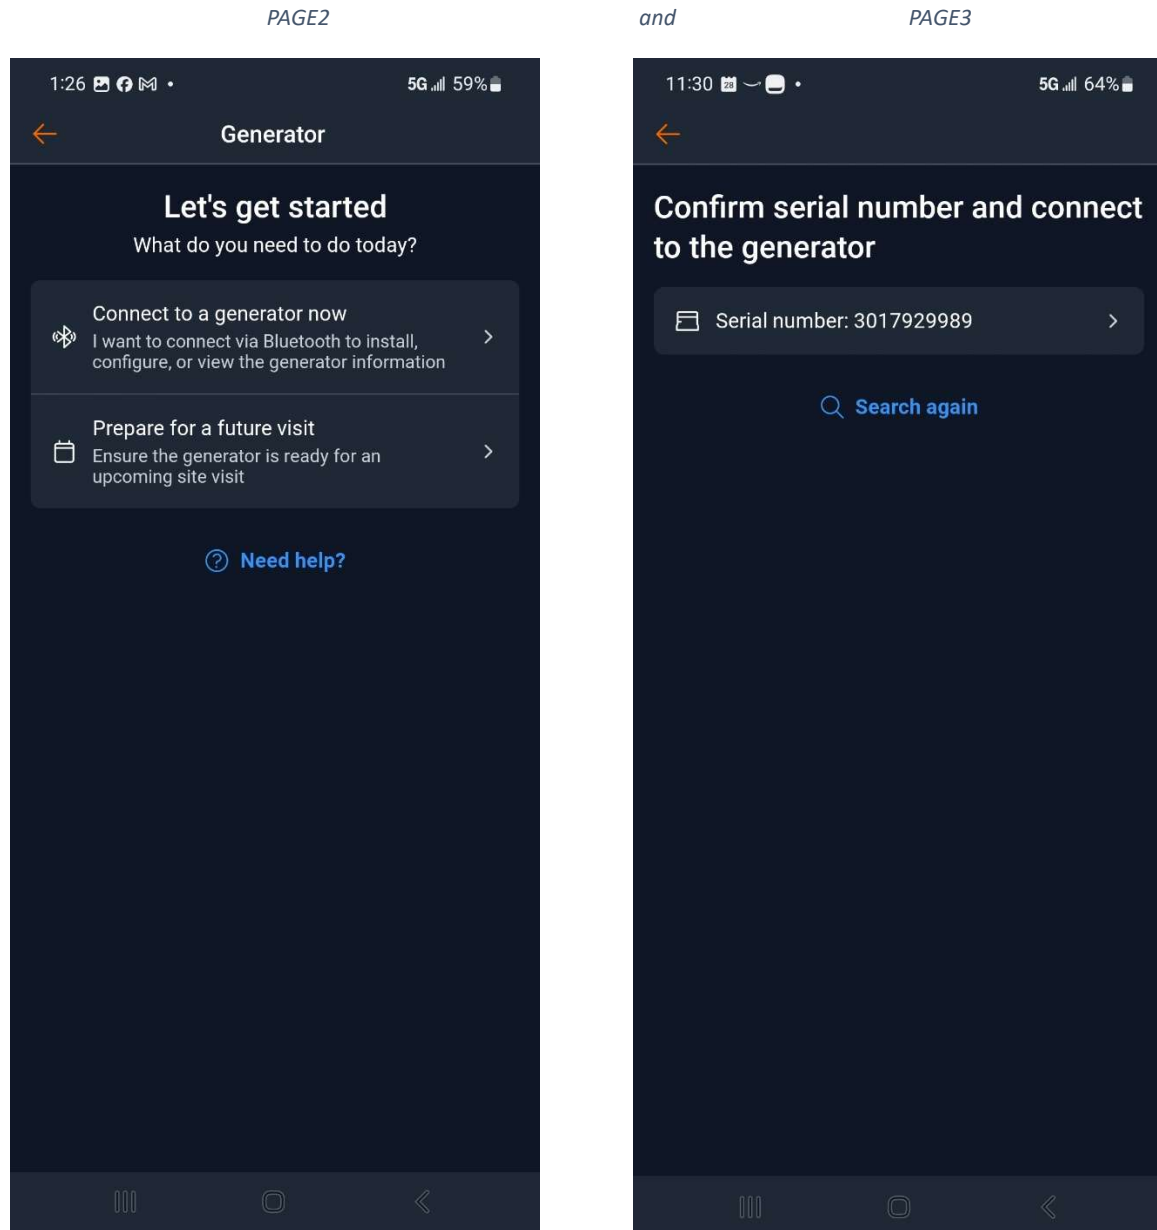 PAGE2 and PAGE3
1:26 5G 59%
Generator
Let's get started
What do you need to do today?
Connect to a generator now
I want to connect via Bluetooth to install,
configure, or view the generator information
Prepare for a future visit
Ensure the generator is ready for an
upcoming site visit
Need help?
11:30 28 5G 64%
Confirm serial number and connect
to the generator
Serial number: 3017929989
Search again